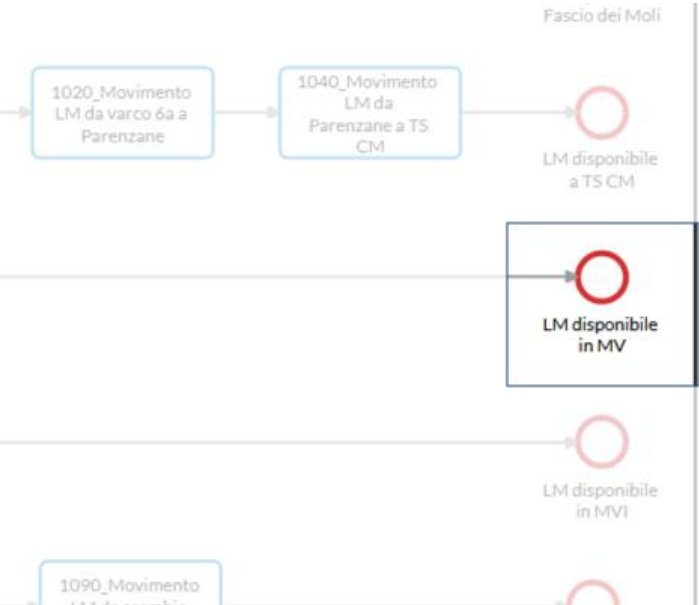 Fascio dei Moli
1020_Movimento
LM da varco 6a a
Parenzane
1040_Movimento
LM da
Parenzane a TS
CM
LM disponibile
a TS CM
LM disponibile
in MV
LM disponibile
in MVI
1090_Movimento